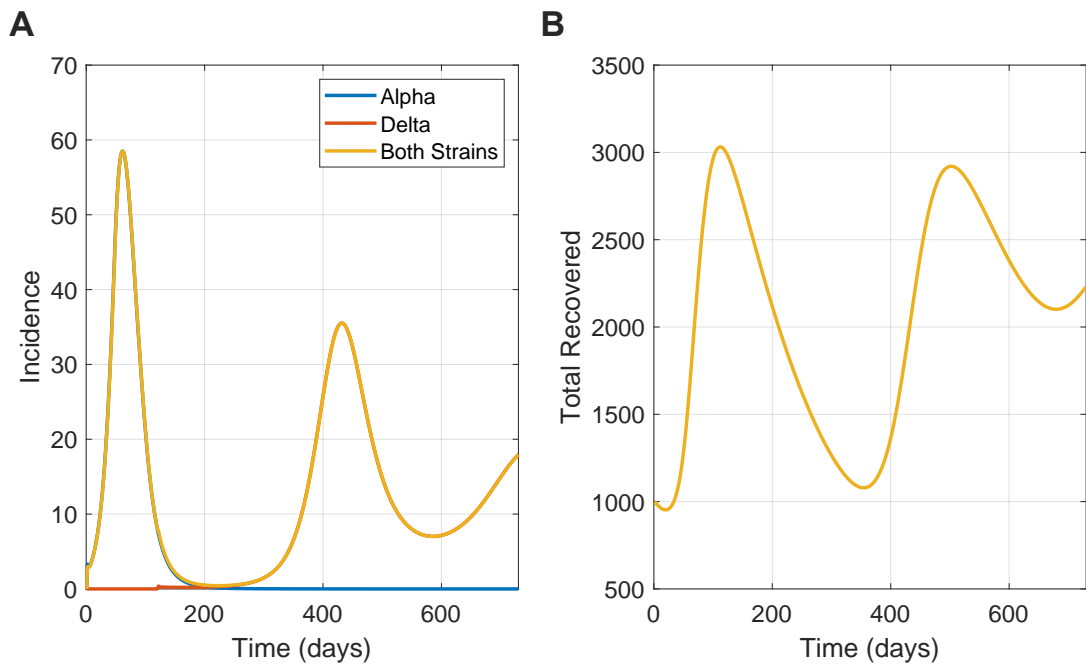 A
70
60
50
40
30
20
10
0
0 200 400 600
Incidence
Time (days)
Alpha
Delta
Both Strains
B
3500
3000
2500
2000
1500
1000
500
0 200 400 600
Total Recovered
Time (days)